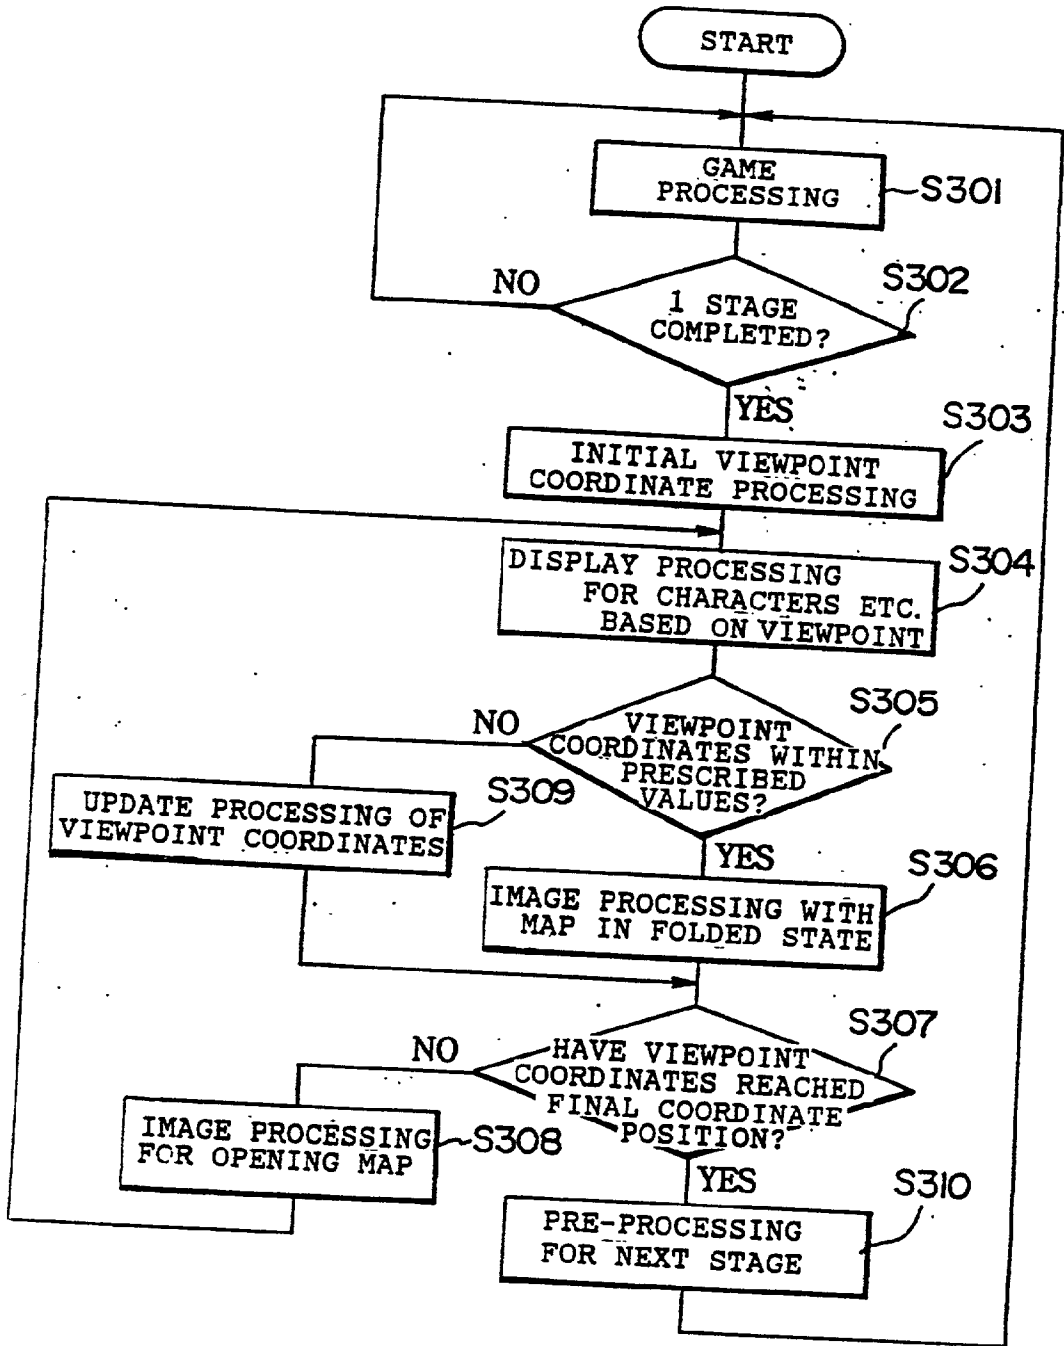 START
GAME
PROCESSING
S301
NO
S302
1 STAGE
COMPLETED?
YES
S303
INITIAL VIEWPOINT
COORDINATE PROCESSING
S304
DISPLAY PROCESSING
FOR CHARACTERS ETC.
BASED ON VIEWPOINT
S305
NO
VIEWPOINT
COORDINATES WITHIN
PRESCRIBED
VALUES?
S309
UPDATE PROCESSING OF
VIEWPOINT COORDINATES
YES
S306
IMAGE PROCESSING WITH
MAP IN FOLDED STATE
S307
NO
HAVE VIEWPOINT
COORDINATES REACHED
FINAL COORDINATE
POSITION?
IMAGE PROCESSING
FOR OPENING MAP
S308
YES
S310
PRE-PROCESSING
FOR NEXT STAGE